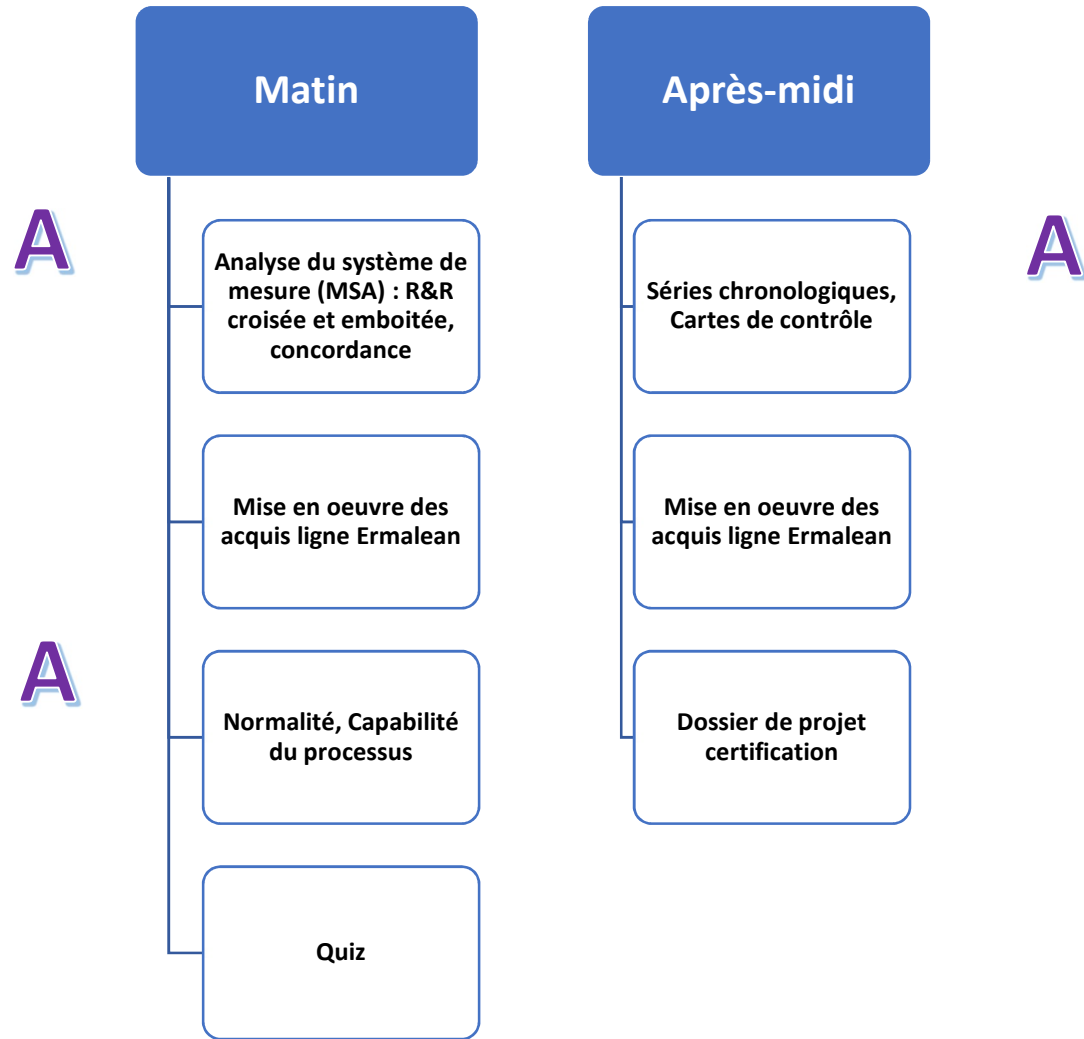 Matin
A
Analyse du système de
mesure (MSA) : R&R
croisée et emboitée,
concordance
Mise en oeuvre des
acquis ligne Ermalean
A
Normalité, Capabilité
du processus
Quiz
Après-midi
A
Séries chronologiques,
Cartes de contrôle
Mise en oeuvre des
acquis ligne Ermalean
Dossier de projet
certification